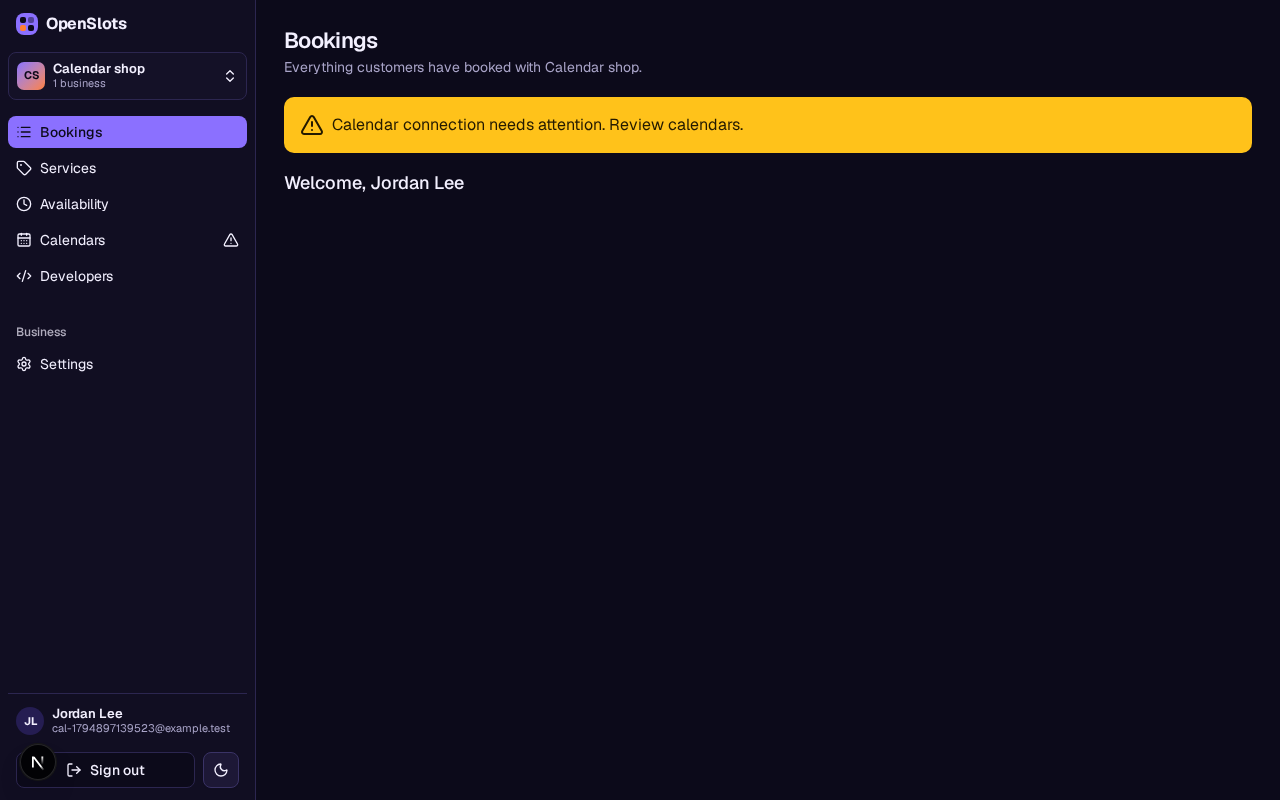 OpenSlots
CS
Calendar shop
1 business
Bookings
Services
Availability
Calendars
Developers
Business
Settings
JL
Jordan Lee
cal-1794897139523@example.test
N
Sign out
Bookings
Everything customers have booked with Calendar shop.
Calendar connection needs attention. Review calendars.
Welcome, Jordan Lee